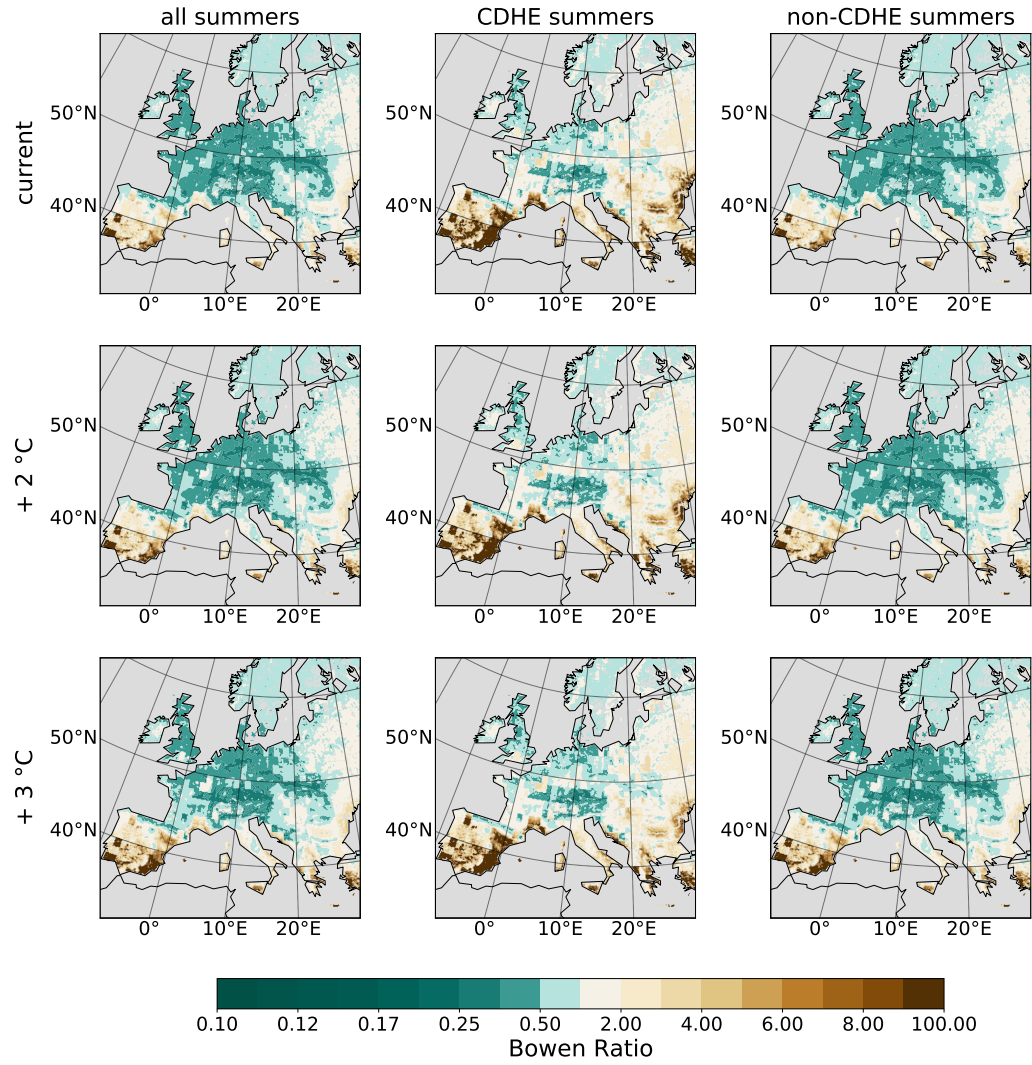 all summers CDHE summers non-CDHE summers
current
50°N 50°N 50°N
40°N 40°N 40°N
0° 10°E 20°E 0° 10°E 20°E 0° 10°E 20°E
+ 2 °C
50°N 50°N 50°N
40°N 40°N 40°N
0° 10°E 20°E 0° 10°E 20°E 0° 10°E 20°E
+ 3 °C
50°N 50°N 50°N
40°N 40°N 40°N
0° 10°E 20°E 0° 10°E 20°E 0° 10°E 20°E
0.10 0.12 0.17 0.25 0.50 2.00 4.00 6.00 8.00 100.00
Bowen Ratio